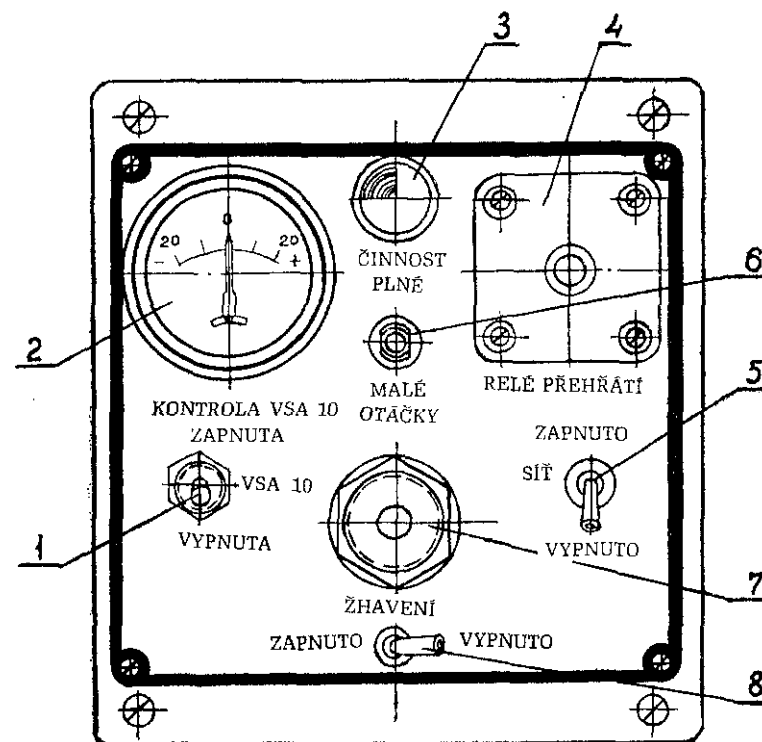 3
4
0
20
20
-
+
ČINNOST
PLNÉ
6
2
MALÉ
OTÁČKY
RELÉ PŘEHŘÁTÍ
5
KONTROLA VSA 10
ZAPNUTA
ZAPNUTO
SÍŤ
VSA 10
1
VYPNUTA
VYPNUTO
7
ŽHAVENÍ
ZAPNUTO
VYPNUTO
8